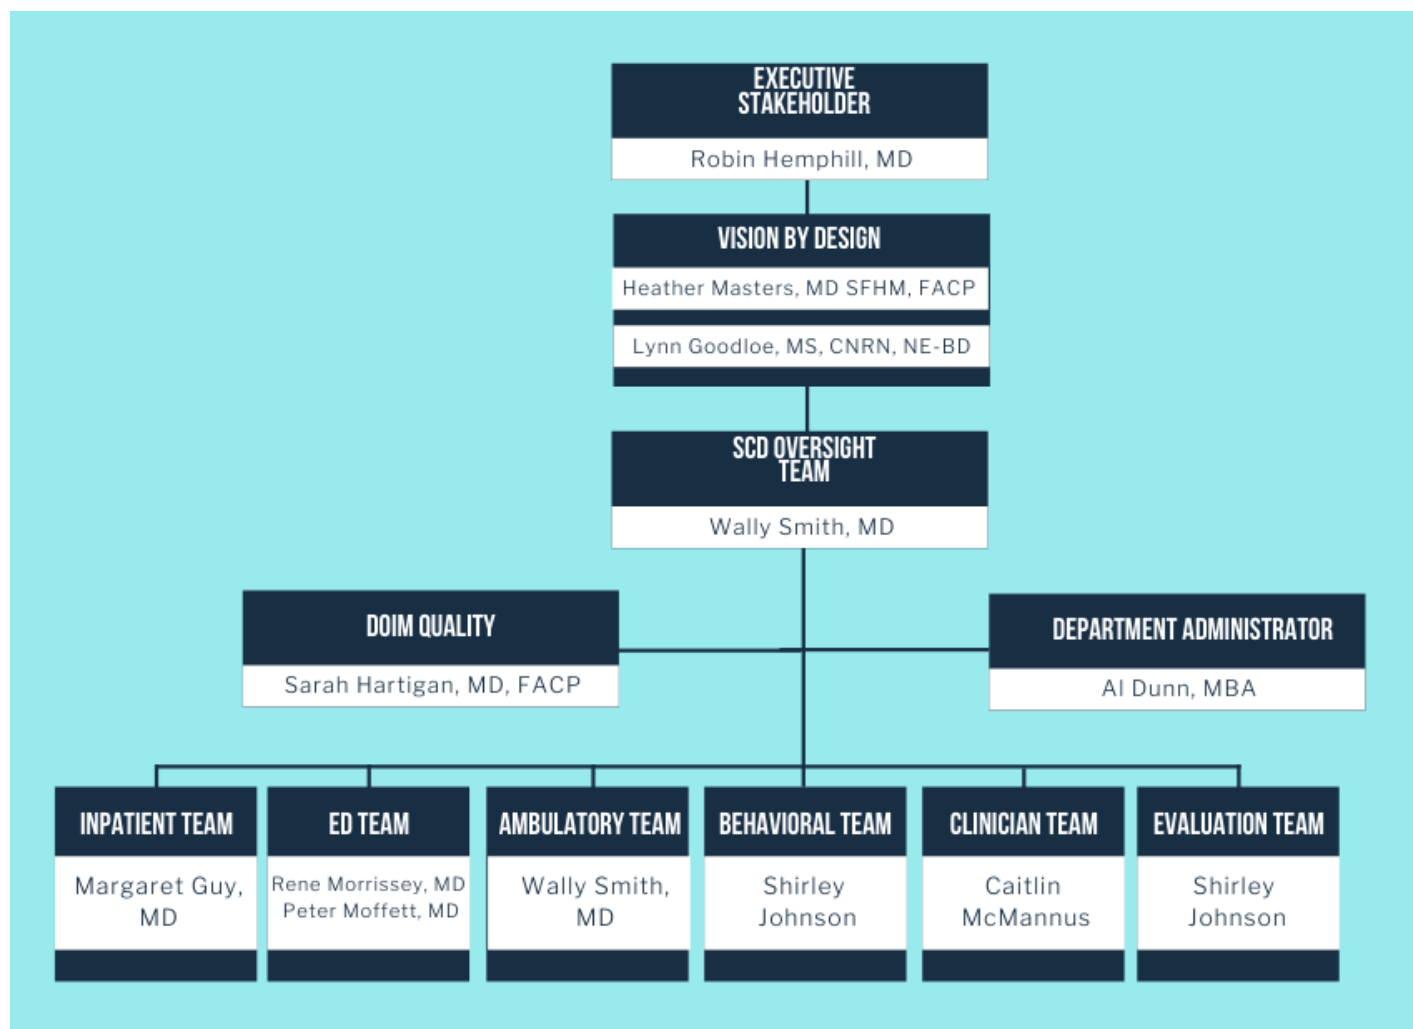 EXECUTIVE
STAKEHOLDER
Robin Hemphill, MD
VISION BY DESIGN
Heather Masters, MD SFHM, FACP
Lynn Goodloe, MS, CNRN, NE-BD
SCD OVERSIGHT
TEAM
Wally Smith, MD
DOIM QUALITY
Sarah Hartigan, MD, FACP
DEPARTMENT ADMINISTRATOR
Al Dunn, MBA
INPATIENT TEAM
Margaret Guy,
MD
ED TEAM
Rene Morrissey, MD
Peter Moffett, MD
AMBULATORY TEAM
Wally Smith,
MD
BEHAVIORAL TEAM
Shirley
Johnson
CLINICIAN TEAM
Caitlin
McMannus
EVALUATION TEAM
Shirley
Johnson